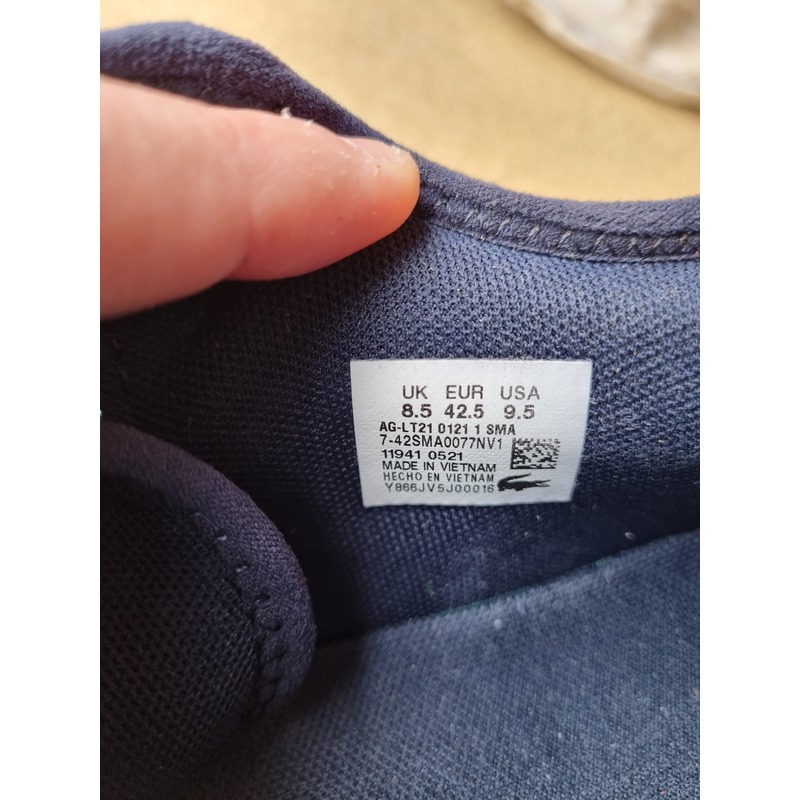 UK EUR USA
8.5 42.5 9.5
AG-LT21 0121 1 SMA
7-42SMA0077NV1
11941 0521
MADE IN VIETNAM
HECHO EN VIETNAM
Y866JV5J00016